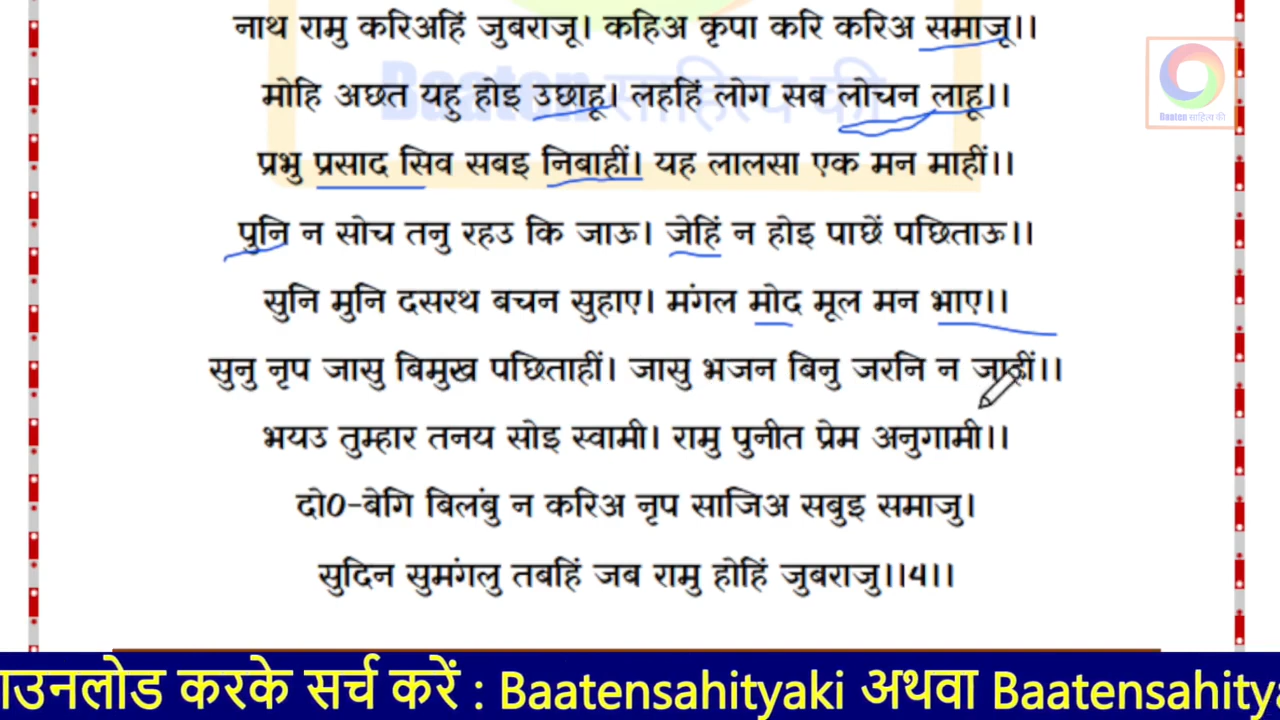 नाथ रामु करिअहिं जुबराजू। कहिअ कृपा करि करिअ समाजू।।
Baaten साहित्य की
Baaten साहित्य की
मोहि अछत यहु होइ उछाहू। लहहिं लोग सब लोचन लाहू।।
प्रभु प्रसाद सिव सबइ निबाहीं। यह लालसा एक मन माहीं।।
पुनि न सोच तनु रहउ कि जाऊ। जेहिं न होइ पाछें पछिताऊ।।
सुनि मुनि दसरथ बचन सुहाए। मंगल मोद मूल मन भाए।।
सुनु नृप जासु बिमुख पछिताहीं। जासु भजन बिनु जरनि न जाहीं।।
भयउ तुम्हार तनय सोइ स्वामी। रामु पुनीत प्रेम अनुगामी।।
दो0-बेगि बिलंबु न करिअ नृप साजिअ सबुइ समाजु।
सुदिन सुमंगलु तबहिं जब रामु होहिं जुबराजु।।4।।
ाउनलोड करके सर्च करें : Baatensahityaki अथवा Baatensahitya